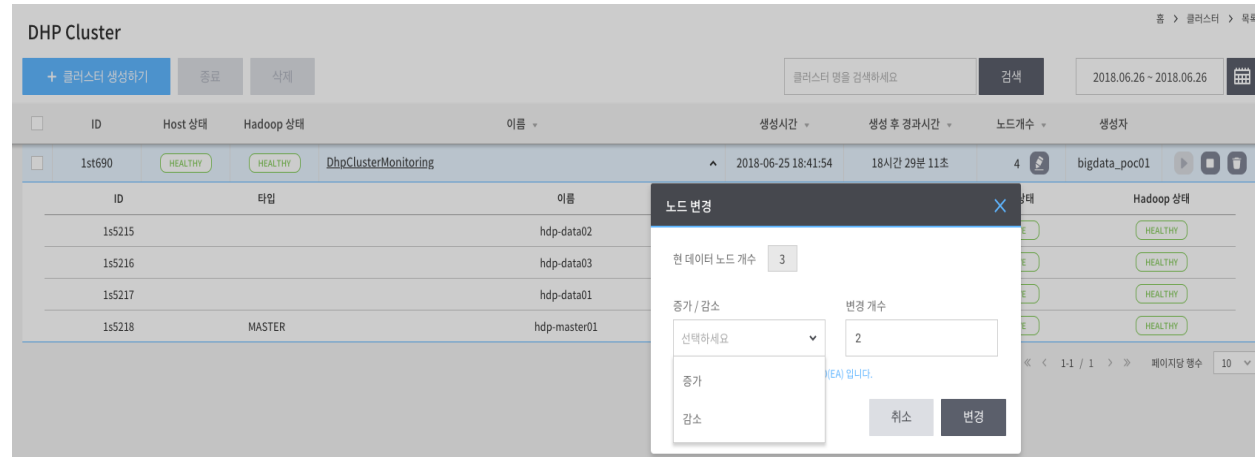 홈 > 클러스터 > 목록
DHP Cluster
+ 클러스터 생성하기 종료 삭제 클러스터 명을 검색하세요 검색 2018.06.26 ~ 2018.06.26
ID Host 상태 Hadoop 상태 이름 생성시간 생성 후 경과시간 노드개수 생성자
1st690 HEALTHY HEALTHY DhpClusterMonitoring 2018-06-25 18:41:54 18시간 29분 11초 4 bigdata_poc01
ID 타입 이름 상태 Hadoop 상태
1s5215 hdp-data02 HEALTHY
1s5216 hdp-data03 HEALTHY
1s5217 hdp-data01 HEALTHY
1s5218 MASTER hdp-master01 HEALTHY
« < 1-1 / 1 > » 페이지당 행수 10
노드 변경 X
현 데이터 노드 개수 3
증가 / 감소 변경 개수
선택하세요 2
(EA) 입니다.
증가
감소
취소 변경